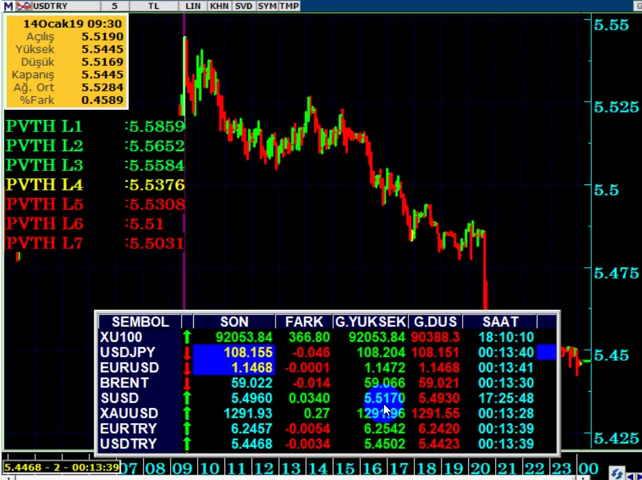 M USDTRY 5 TL LIN KHN SVD SYM TMP
14Ocak19 09:30
Açılış 5.5190
Yüksek 5.5445
Düşük 5.5169
Kapanış 5.5445
Ağ. Ort 5.5284
%Fark 0.4589
PVTH L1 :5.5859
PVTH L2 :5.5652
PVTH L3 :5.5584
PVTH L4 :5.5376
PVTH L5 :5.5308
PVTH L6 :5.51
PVTH L7 :5.5031
5.55
5.525
5.5
5.475
5.45
5.425
SEMBOL SON FARK G.YUKSEK G.DUS SAAT
XU100 92053.84 366.80 92053.84 90388.3 18:10:10
USDJPY 108.155 -0.046 108.204 108.151 00:13:40
EURUSD 1.1468 -0.0001 1.1472 1.1468 00:13:41
BRENT 59.022 -0.014 59.066 59.021 00:13:30
SUSD 5.4960 0.0340 5.5170 5.4930 17:25:48
XAUUSD 1291.93 0.27 1291.96 1291.55 00:13:28
EURTRY 6.2457 -0.0054 6.2542 6.2420 00:13:39
USDTRY 5.4468 -0.0034 5.4502 5.4423 00:13:39
5.4468 - 2 - 00:13:39 07 08 09 10 11 12 13 14 15 16 17 18 19 20 21 22 23 00